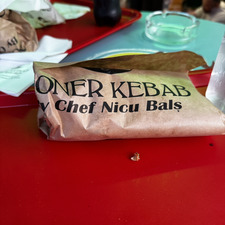 ONER KEBAB
y Chef Nicu Balș